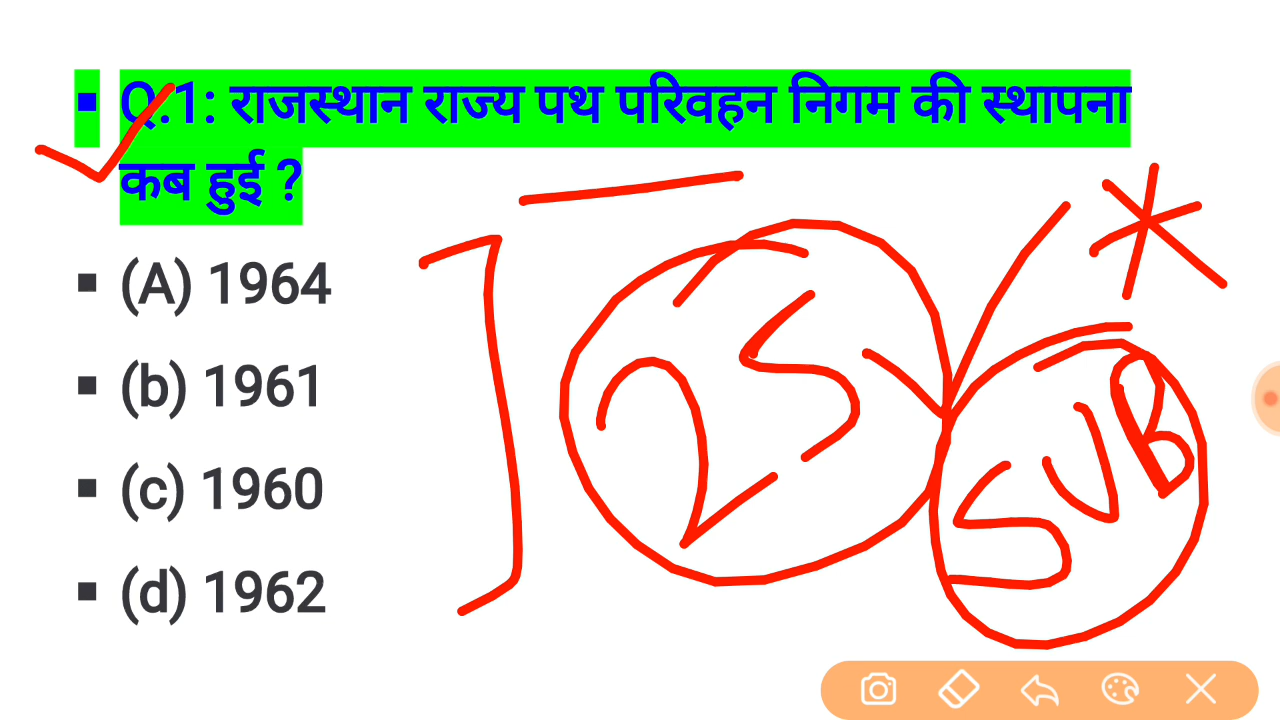 Q.1: राजस्थान राज्य पथ परिवहन निगम की स्थापना
कब हुई ?
(A) 1964
(b) 1961
(c) 1960
(d) 1962
25
SUB